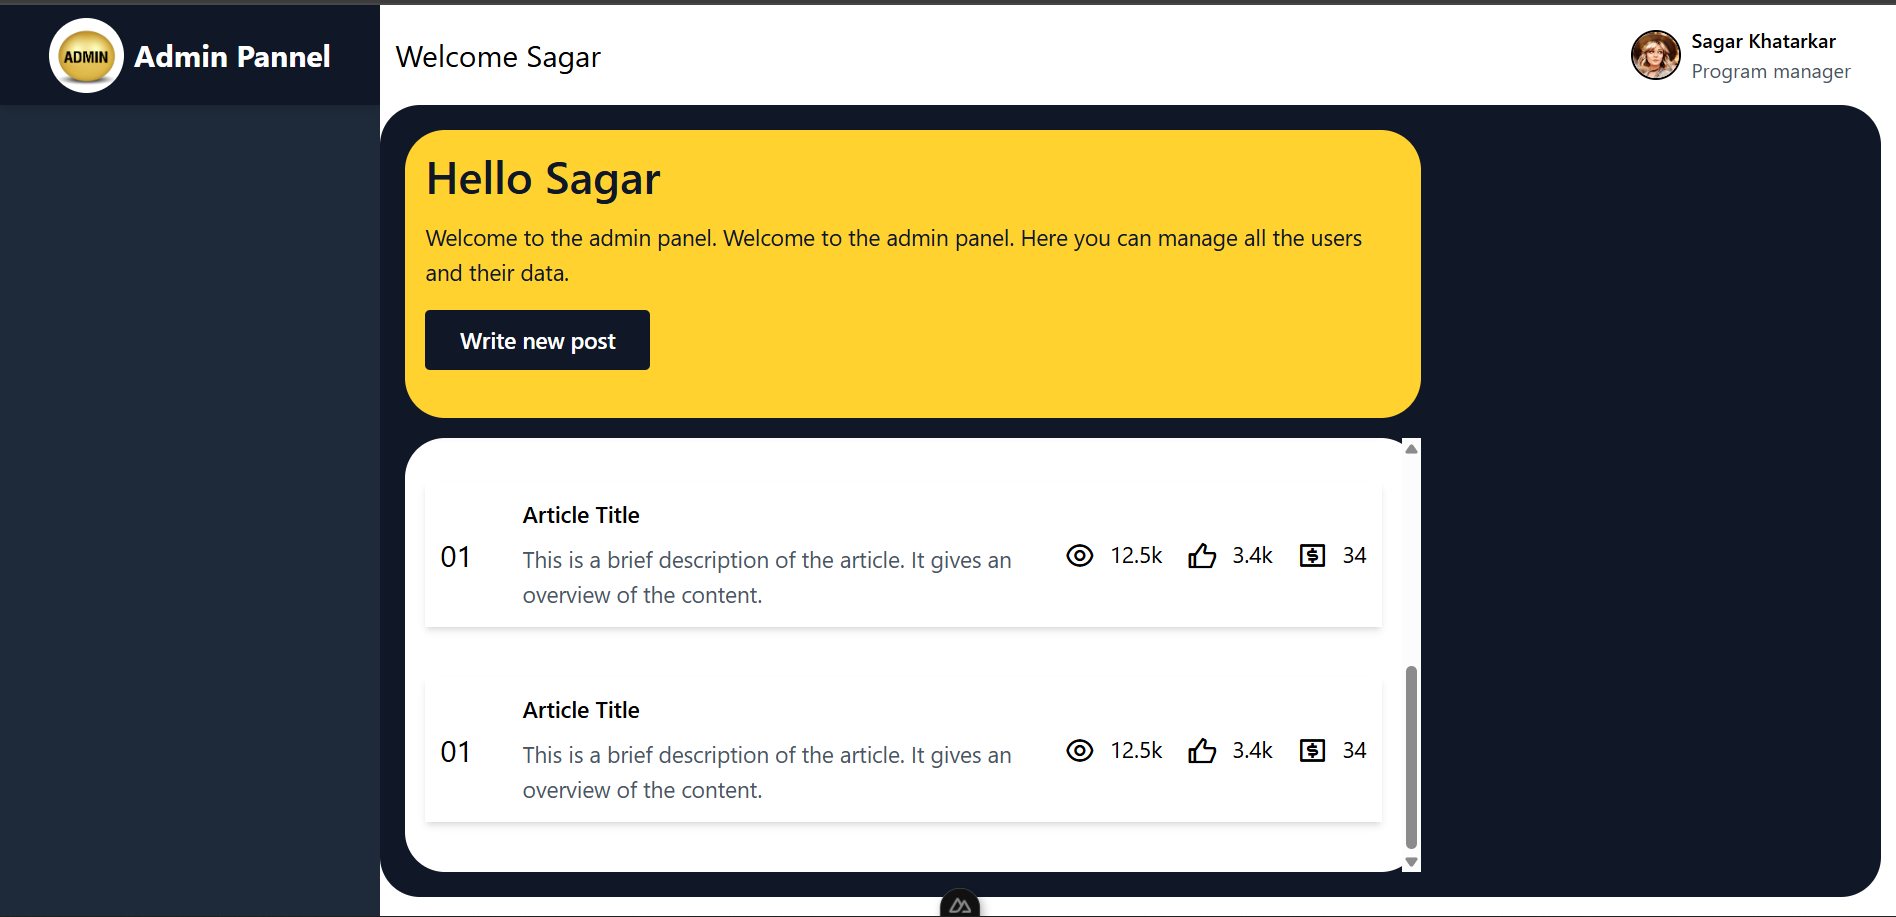 ADMIN
Admin Pannel
Welcome Sagar
Sagar Khatarkar
Program manager
Hello Sagar
Welcome to the admin panel. Welcome to the admin panel. Here you can manage all the users
and their data.
Write new post
Article Title
01
This is a brief description of the article. It gives an
overview of the content.
12.5k
3.4k
34
Article Title
01
This is a brief description of the article. It gives an
overview of the content.
12.5k
3.4k
34